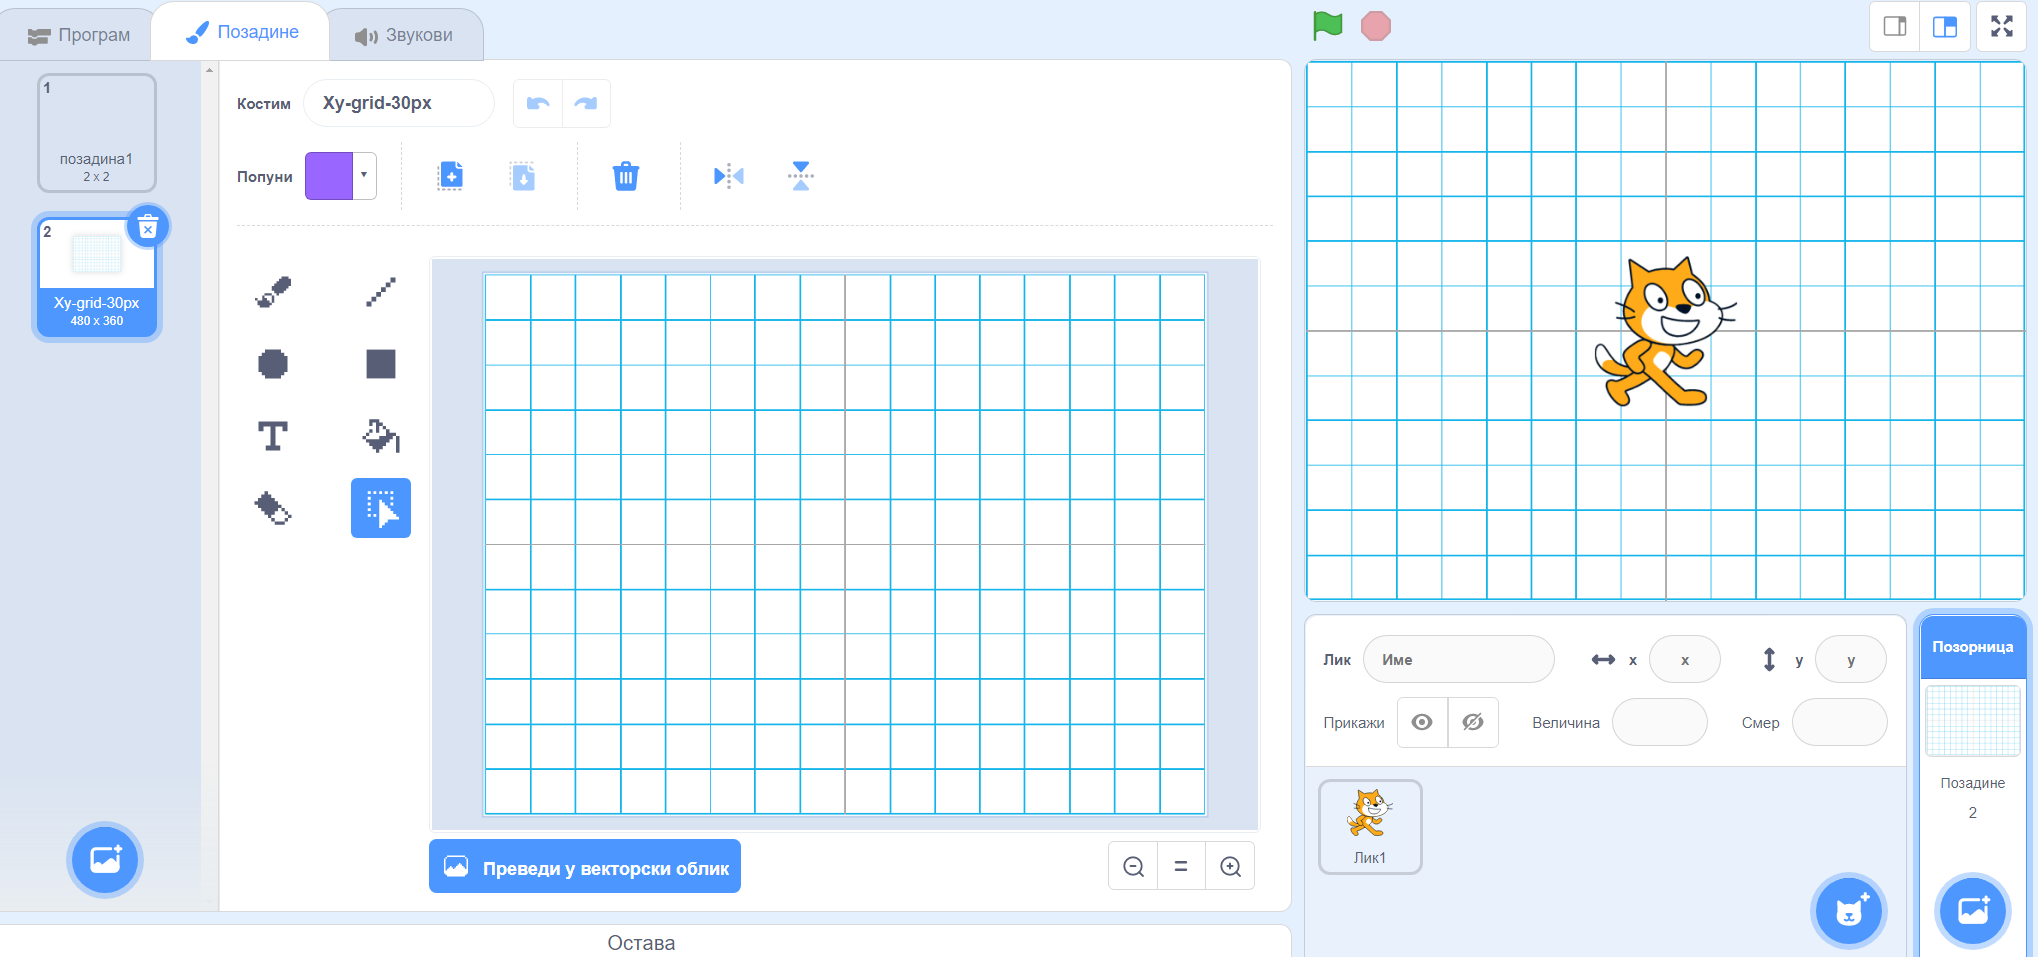 Програм
Позадине
Звукови
1
позадина1
2 x 2
2
Xy-grid-30px
480 x 360
Костим
Xy-grid-30px
Попуни
T
Преведи у векторски облик
=
Остава
Лик
Име
x
x
y
y
Прикажи
Величина
Смер
Лик1
Позорница
Позадине
2